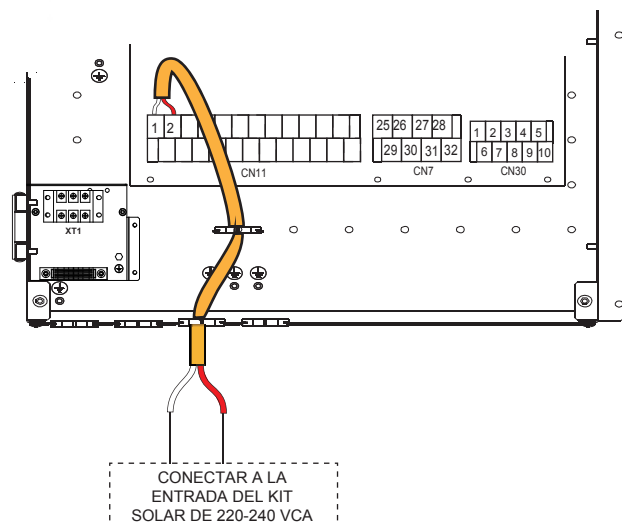 1 2
25 26 27 28
29 30 31 32
1 2 3 4 5
6 7 8 9 10
CN11
CN7
CN30
XT1
CONECTAR A LA
ENTRADA DEL KIT
SOLAR DE 220-240 VCA